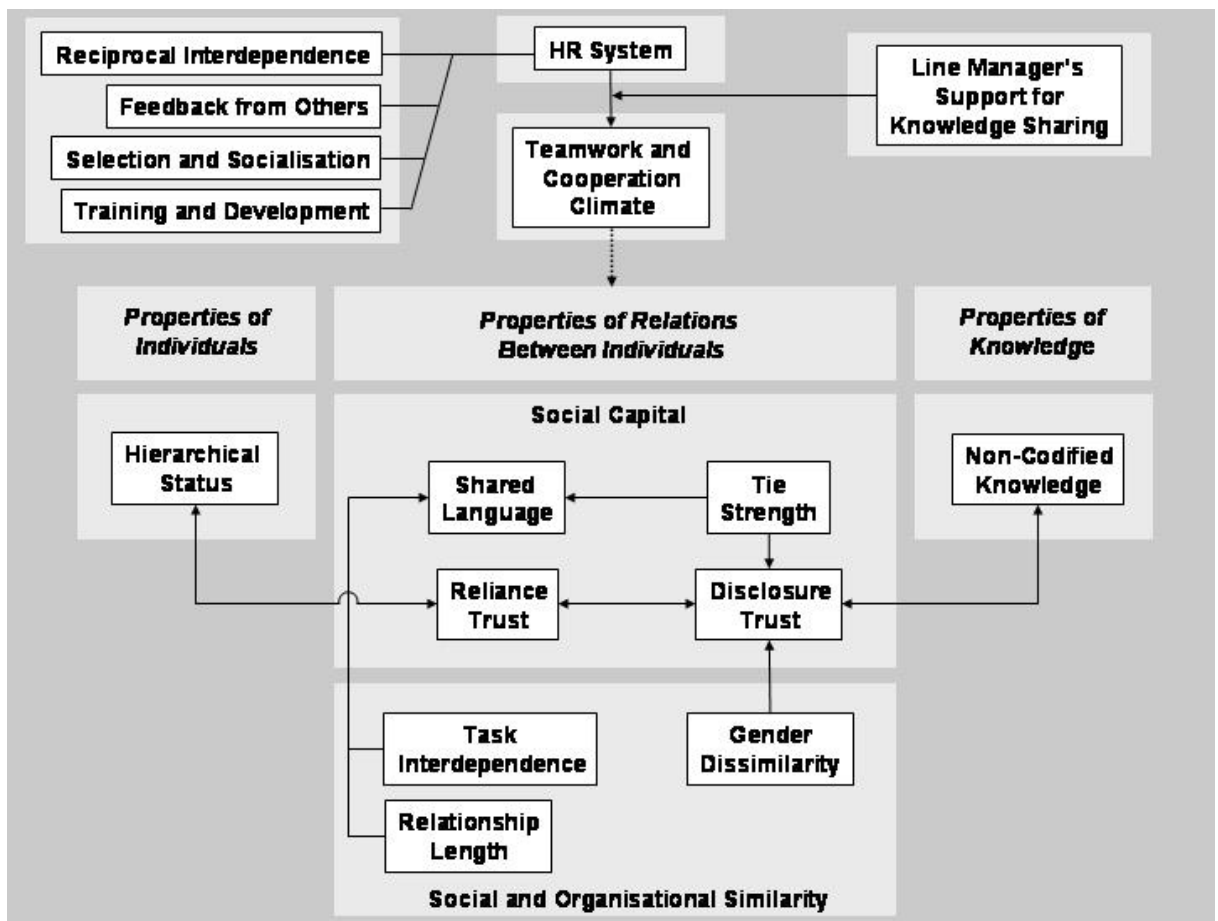 Reciprocal Interdependence
Feedback from Others
Selection and Socialisation
Training and Development
HR System
Line Manager's
Support for
Knowledge Sharing
Teamwork and
Cooperation
Climate
Properties of
Individuals
Properties of Relations
Between Individuals
Properties of
Knowledge
Social Capital
Hierarchical
Status
Shared
Language
Tie
Strength
Non-Codified
Knowledge
Reliance
Trust
Disclosure
Trust
Task
Interdependence
Gender
Dissimilarity
Relationship
Length
Social and Organisational Similarity